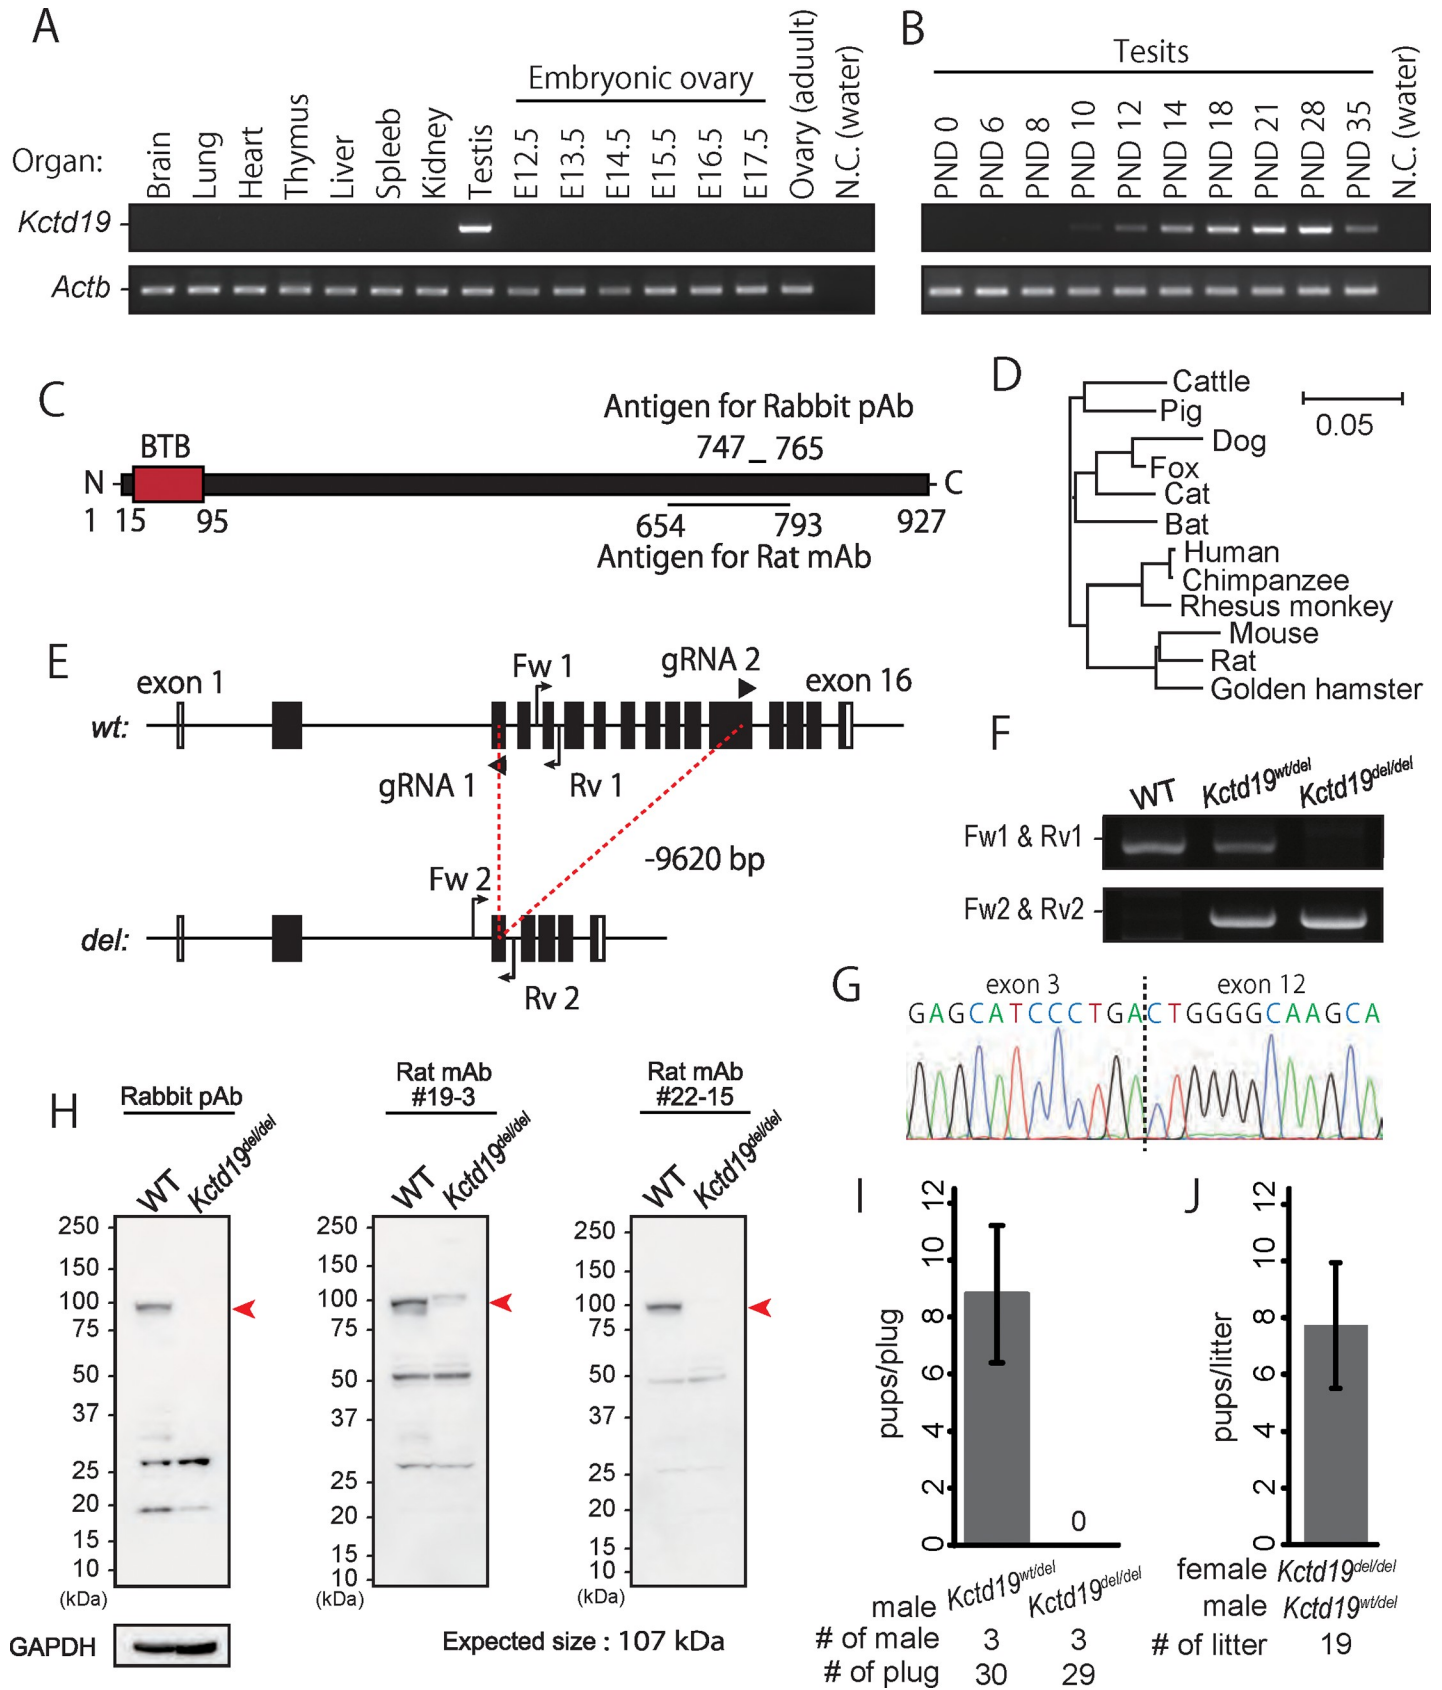 A
Embryonic ovary
Organ:
Brain
Lung
Heart
Thymus
Liver
Spleeb
Kidney
Testis
E12.5
E13.5
E14.5
E15.5
E16.5
E17.5
Ovary (aduult)
N.C. (water)
Kctd19
Actb
B
Tesits
PND 0
PND 6
PND 8
PND 10
PND 12
PND 14
PND 18
PND 21
PND 28
PND 35
N.C. (water)
C
Antigen for Rabbit pAb
747 765
BTB
N C
1 15 95 654 793 927
Antigen for Rat mAb
D
Cattle
Pig
Dog
Fox
Cat
Bat
Human
Chimpanzee
Rhesus monkey
Mouse
Rat
Golden hamster
0.05
E
exon 1 Fw 1 gRNA 2 exon 16
wt:
gRNA 1 Rv 1
-9620 bp
Fw 2
del:
Rv 2
F
WT Kctd19wt/del Kctd19del/del
Fw1 & Rv1
Fw2 & Rv2
G
exon 3 exon 12
GAGCATCCCTGACTGGGGCAAGCA
H
Rabbit pAb
WT Kctd19del/del
250
150
100
75
50
37
25
20
15
10
(kDa)
GAPDH
Rat mAb
#19-3
WT Kctd19del/del
250
150
100
75
50
37
25
20
15
10
(kDa)
Rat mAb
#22-15
WT Kctd19del/del
250
150
100
75
50
37
25
20
15
10
(kDa)
Expected size : 107 kDa
I
pups/plug
12
10
8
6
4
2
0
0
male Kctd19wt/del Kctd19del/del
# of male 3 3
# of plug 30 29
J
pups/litter
12
10
8
6
4
2
0
female Kctd19del/del
male Kctd19wt/del
# of litter 19